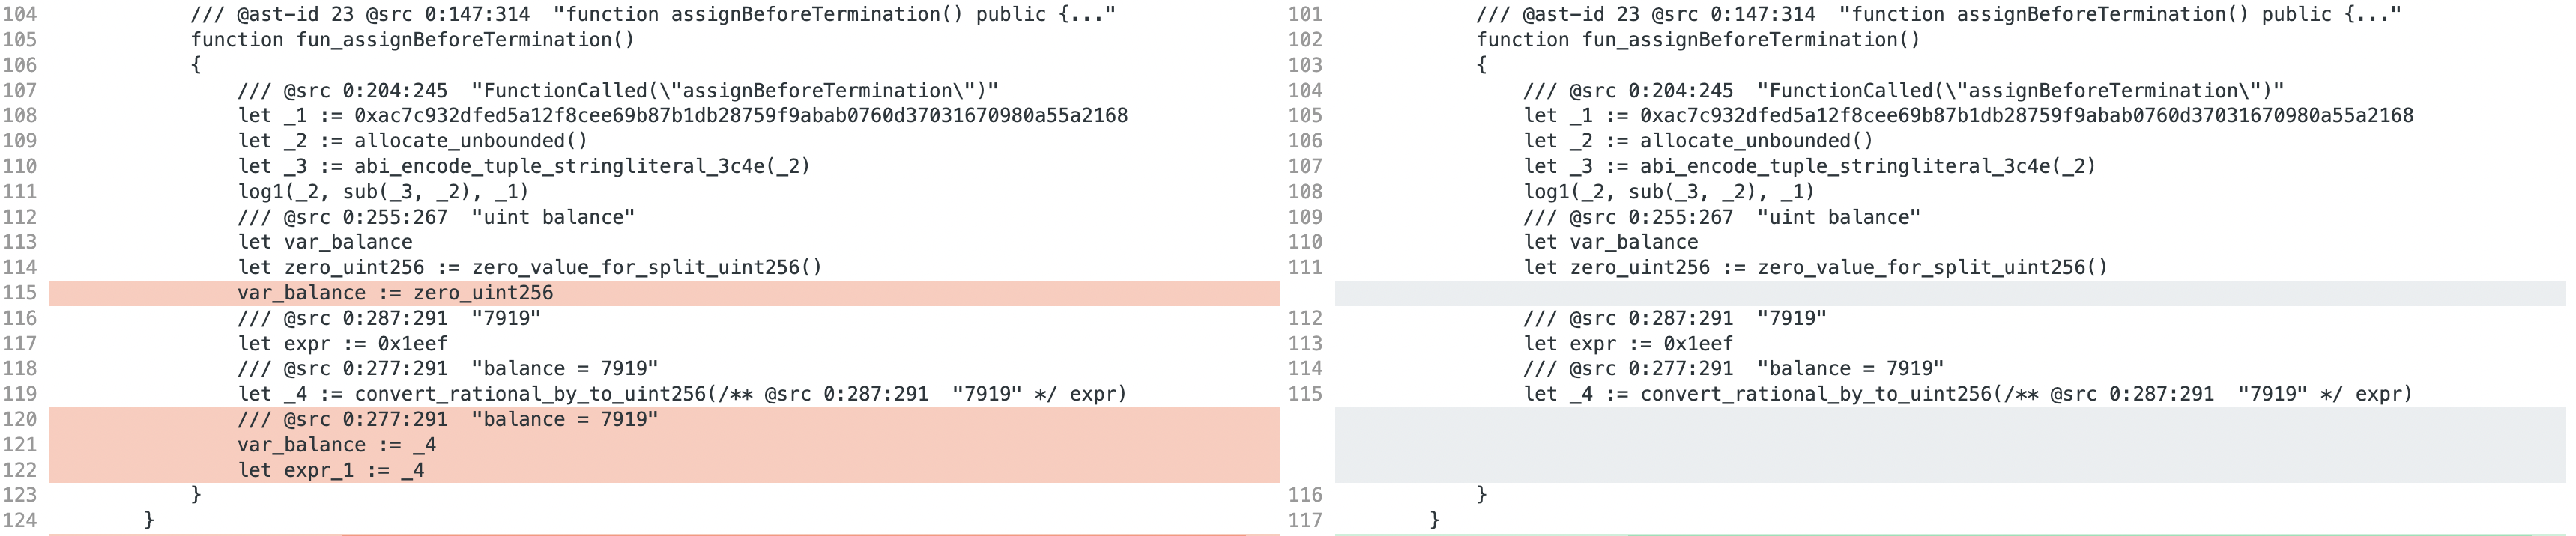 104 /// @ast-id 23 @src 0:147:314  "function assignBeforeTermination() public {..."
105 function fun_assignBeforeTermination()
106 {
107 /// @src 0:204:245  "FunctionCalled(\"assignBeforeTermination\")"
108 let _1 := 0xac7c932dfed5a12f8cee69b87b1db28759f9abab0760d37031670980a55a2168
109 let _2 := allocate_unbounded()
110 let _3 := abi_encode_tuple_stringliteral_3c4e(_2)
111 log1(_2, sub(_3, _2), _1)
112 /// @src 0:255:267  "uint balance"
113 let var_balance
114 let zero_uint256 := zero_value_for_split_uint256()
115 var_balance := zero_uint256
116 /// @src 0:287:291  "7919"
117 let expr := 0x1eef
118 /// @src 0:277:291  "balance = 7919"
119 let _4 := convert_rational_by_to_uint256(/** @src 0:287:291  "7919" */ expr)
120 /// @src 0:277:291  "balance = 7919"
121 var_balance := _4
122 let expr_1 := _4
123 }
124 }
101 /// @ast-id 23 @src 0:147:314  "function assignBeforeTermination() public {..."
102 function fun_assignBeforeTermination()
103 {
104 /// @src 0:204:245  "FunctionCalled(\"assignBeforeTermination\")"
105 let _1 := 0xac7c932dfed5a12f8cee69b87b1db28759f9abab0760d37031670980a55a2168
106 let _2 := allocate_unbounded()
107 let _3 := abi_encode_tuple_stringliteral_3c4e(_2)
108 log1(_2, sub(_3, _2), _1)
109 /// @src 0:255:267  "uint balance"
110 let var_balance
111 let zero_uint256 := zero_value_for_split_uint256()
112 /// @src 0:287:291  "7919"
113 let expr := 0x1eef
114 /// @src 0:277:291  "balance = 7919"
115 let _4 := convert_rational_by_to_uint256(/** @src 0:287:291  "7919" */ expr)
116 }
117 }